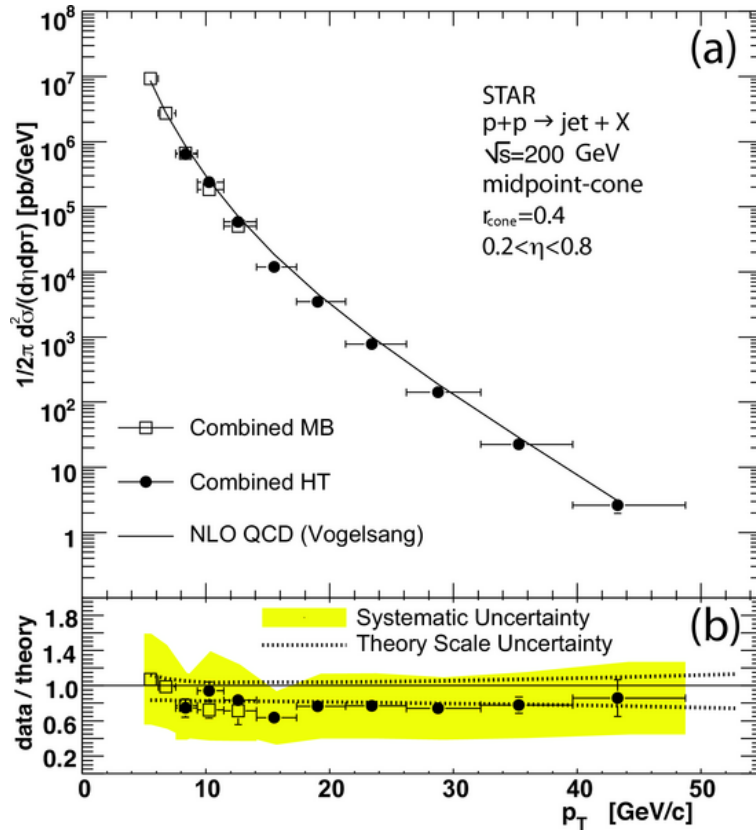 (a)
STAR
p+p → jet + X
√s=200 GeV
midpoint-cone
r_cone=0.4
0.2<η<0.8
1/2π d²σ/(dηdp_T) [pb/GeV]
10⁸
10⁷
10⁶
10⁵
10⁴
10³
10²
10
1
Combined MB
Combined HT
NLO QCD (Vogelsang)
(b)
Systematic Uncertainty
Theory Scale Uncertainty
data / theory
1.8
1.4
1.0
0.6
0.2
0 10 20 30 40 50
p_T [GeV/c]